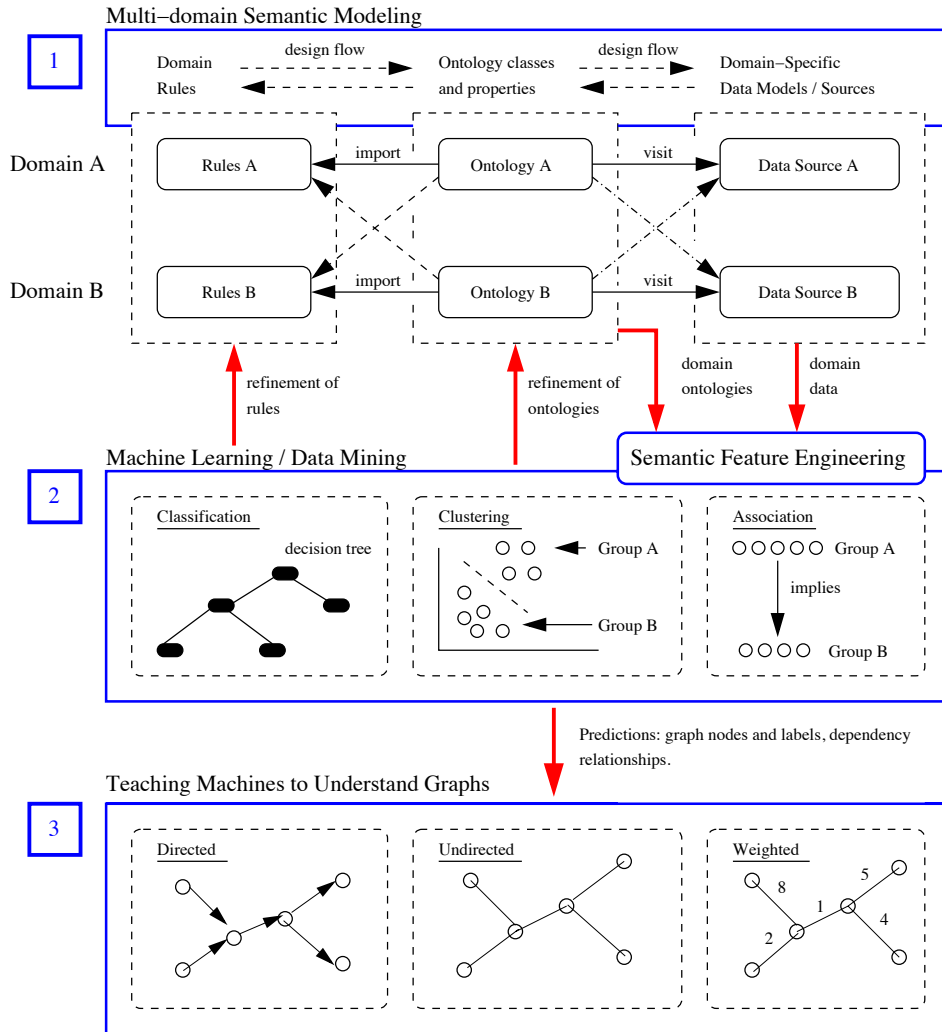 Multi−domain Semantic Modeling
1
design flow
design flow
Domain
Rules
Ontology classes
and properties
Domain−Specific
Data Models / Sources
Domain A
Rules A
import
Ontology A
visit
Data Source A
Domain B
Rules B
import
Ontology B
visit
Data Source B
refinement of
rules
refinement of
ontologies
domain
ontologies
domain
data
Machine Learning / Data Mining
Semantic Feature Engineering
2
Classification
decision tree
Clustering
Group A
Group B
Association
Group A
implies
Group B
Predictions: graph nodes and labels, dependency
relationships.
Teaching Machines to Understand Graphs
3
Directed
Undirected
Weighted
8
5
1
2
4